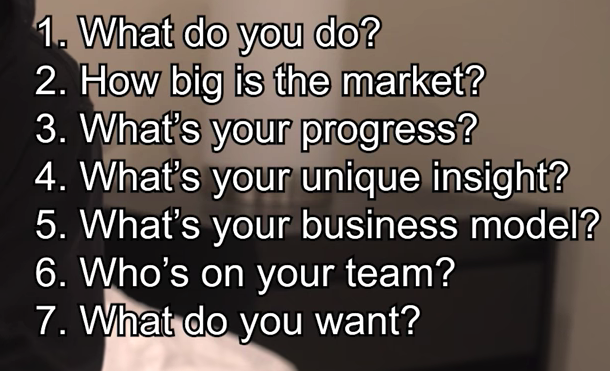 1. What do you do?
2. How big is the market?
3. What's your progress?
4. What's your unique insight?
5. What's your business model?
6. Who's on your team?
7. What do you want?